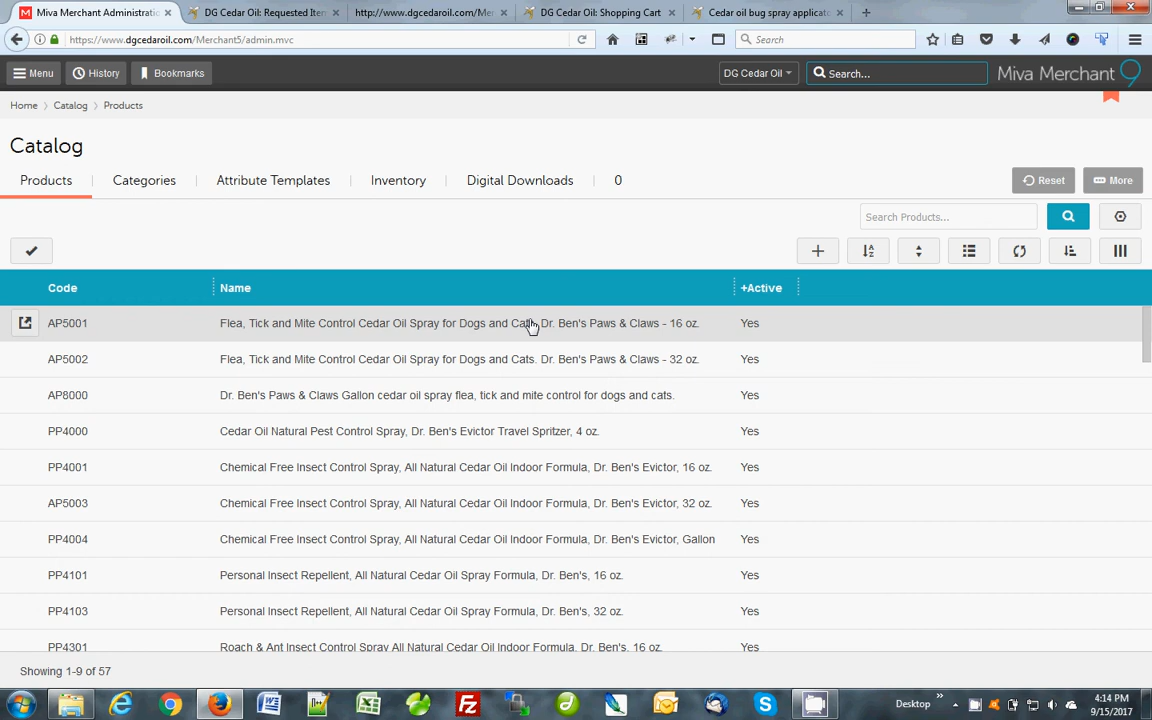 Miva Merchant Administratio
DG Cedar Oil: Requested Iten
http://www.dgcedaroil.com/Me
DG Cedar Oil: Shopping Cart
Cedar oil bug spray applicato
https://www.dgcedaroil.com/Merchant5/admin.mvc
Search
Menu
History
Bookmarks
DG Cedar Oil
Search...
Miva Merchant 9
Home
Catalog
Products
Catalog
Products
Categories
Attribute Templates
Inventory
Digital Downloads
0
Reset
More
Search Products...
Code Name +Active
AP5001 Flea, Tick and Mite Control Cedar Oil Spray for Dogs and Cats. Dr. Ben's Paws & Claws - 16 oz. Yes
AP5002 Flea, Tick and Mite Control Cedar Oil Spray for Dogs and Cats. Dr. Ben's Paws & Claws - 32 oz. Yes
AP8000 Dr. Ben's Paws & Claws Gallon cedar oil spray flea, tick and mite control for dogs and cats. Yes
PP4000 Cedar Oil Natural Pest Control Spray, Dr. Ben's Evictor Travel Spritzer, 4 oz. Yes
PP4001 Chemical Free Insect Control Spray, All Natural Cedar Oil Indoor Formula, Dr. Ben's Evictor, 16 oz. Yes
AP5003 Chemical Free Insect Control Spray, All Natural Cedar Oil Indoor Formula, Dr. Ben's Evictor, 32 oz. Yes
PP4004 Chemical Free Insect Control Spray, All Natural Cedar Oil Indoor Formula, Dr. Ben's Evictor, Gallon Yes
PP4101 Personal Insect Repellent, All Natural Cedar Oil Spray Formula, Dr. Ben's, 16 oz. Yes
PP4103 Personal Insect Repellent, All Natural Cedar Oil Spray Formula, Dr. Ben's, 32 oz. Yes
PP4301 Roach & Ant Insect Control Spray All Natural Cedar Oil Indoor Formula, Dr. Ben's, 16 oz. Yes
Showing 1-9 of 57
Desktop
4:14 PM
9/15/2017